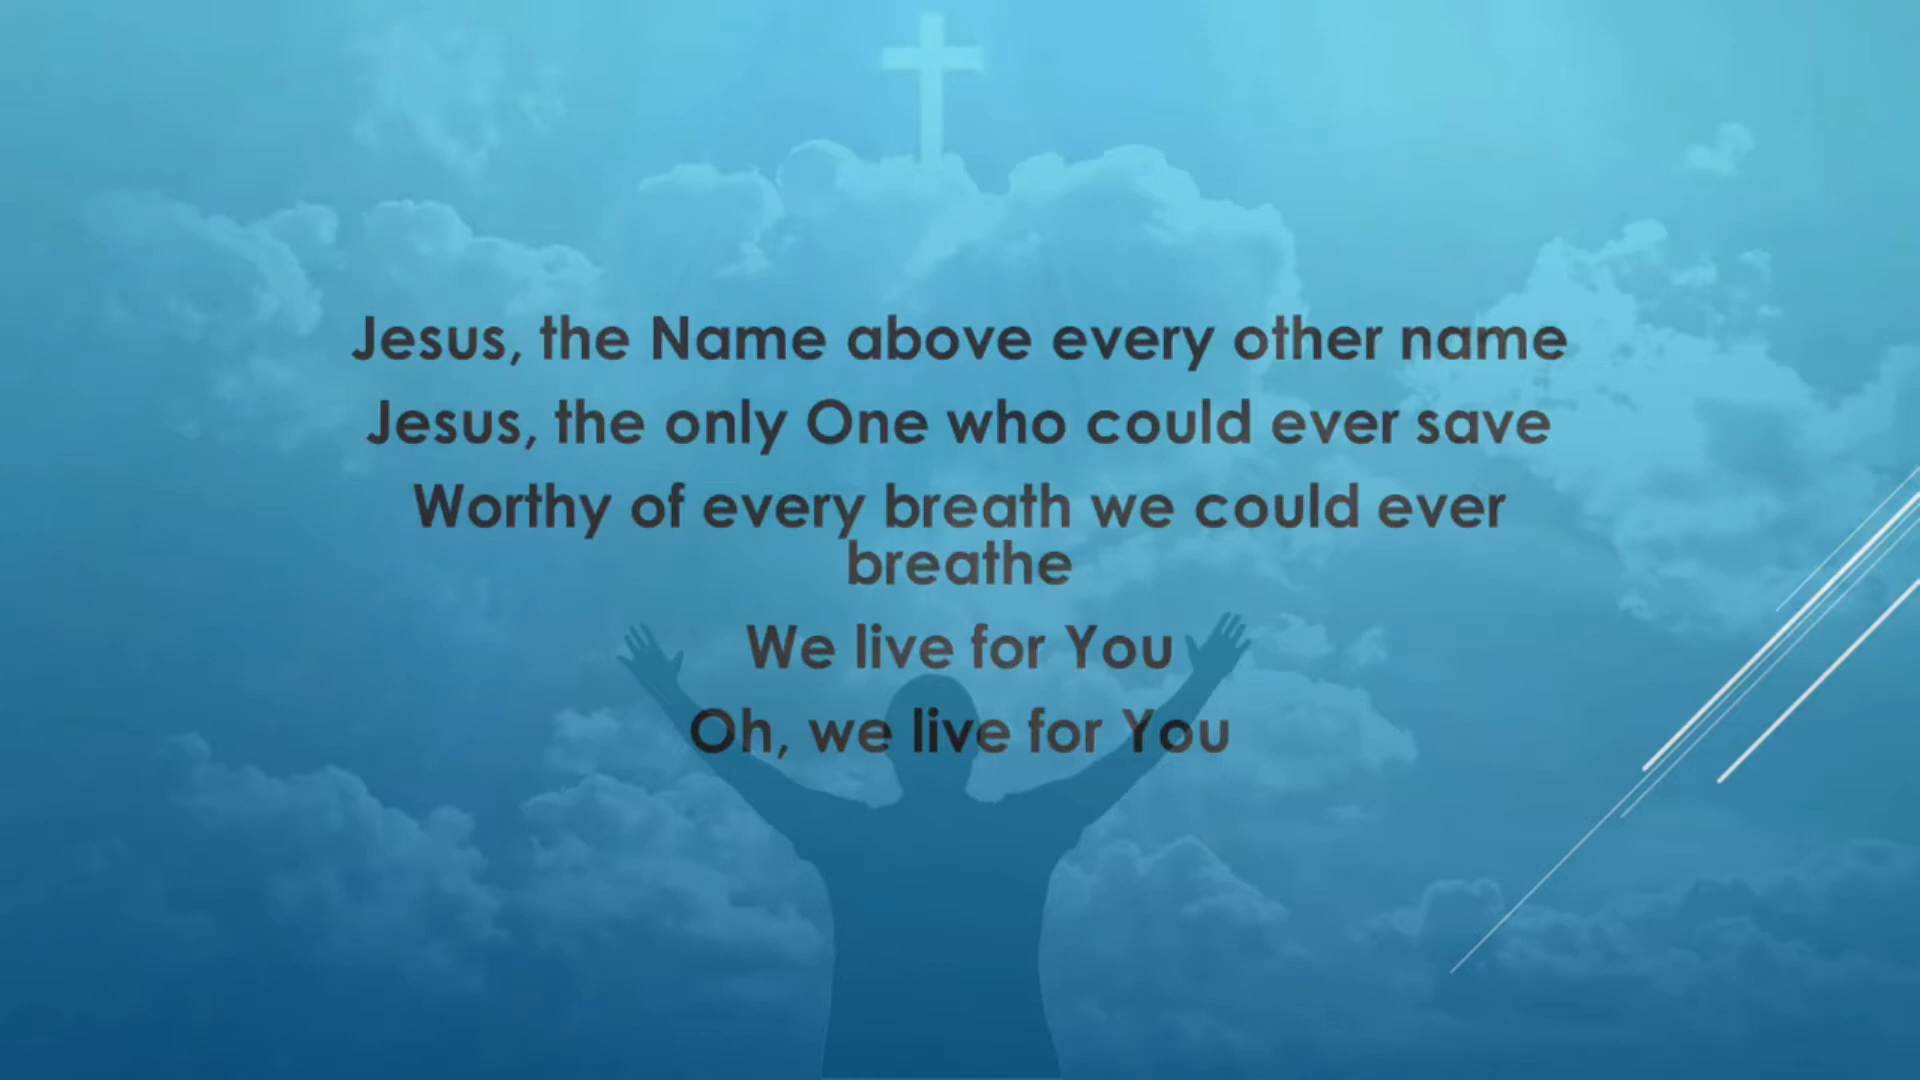 Jesus, the Name above every other name
Jesus, the only One who could ever save
Worthy of every breath we could ever
breathe
We live for You
Oh, we live for You